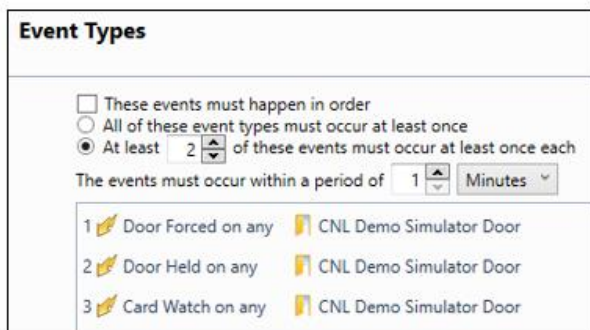 Event Types
These events must happen in order
All of these event types must occur at least once
At least 2 of these events must occur at least once each
The events must occur within a period of 1 Minutes
1 Door Forced on any CNL Demo Simulator Door
2 Door Held on any CNL Demo Simulator Door
3 Card Watch on any CNL Demo Simulator Door